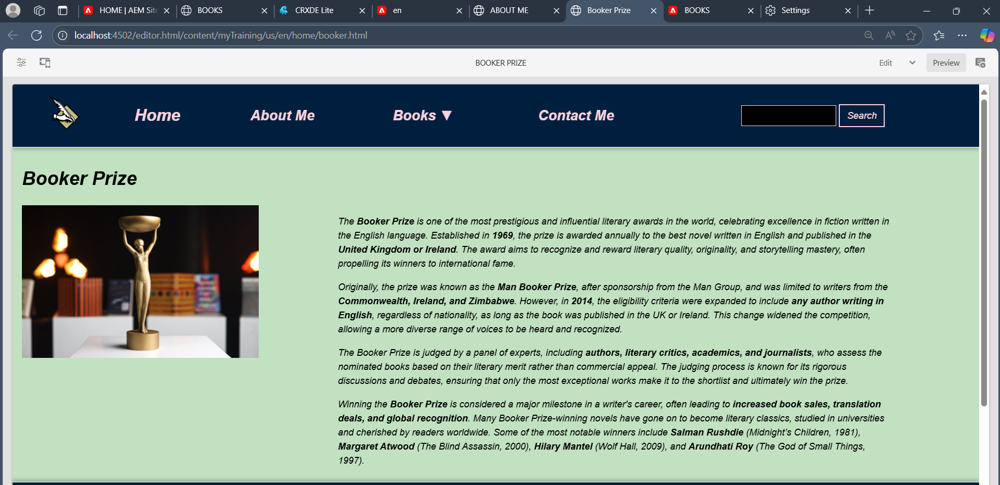 HOME | AEM Site
BOOKS
CRXDE Lite
en
ABOUT ME
Booker Prize
BOOKS
Settings
localhost:4502/editor.html/content/myTraining/us/en/home/booker.html
BOOKER PRIZE
Edit
Preview
Home
About Me
Books ▼
Contact Me
Search
Booker Prize
The Booker Prize is one of the most prestigious and influential literary awards in the world, celebrating excellence in fiction written in
the English language. Established in 1969, the prize is awarded annually to the best novel written in English and published in the
United Kingdom or Ireland. The award aims to recognize and reward literary quality, originality, and storytelling mastery, often
propelling its winners to international fame.
Originally, the prize was known as the Man Booker Prize, after sponsorship from the Man Group, and was limited to writers from the
Commonwealth, Ireland, and Zimbabwe. However, in 2014, the eligibility criteria were expanded to include any author writing in
English, regardless of nationality, as long as the book was published in the UK or Ireland. This change widened the competition,
allowing a more diverse range of voices to be heard and recognized.
The Booker Prize is judged by a panel of experts, including authors, literary critics, academics, and journalists, who assess the
nominated books based on their literary merit rather than commercial appeal. The judging process is known for its rigorous
discussions and debates, ensuring that only the most exceptional works make it to the shortlist and ultimately win the prize.
Winning the Booker Prize is considered a major milestone in a writer's career, often leading to increased book sales, translation
deals, and global recognition. Many Booker Prize-winning novels have gone on to become literary classics, studied in universities
and cherished by readers worldwide. Some of the most notable winners include Salman Rushdie (Midnight’s Children, 1981),
Margaret Atwood (The Blind Assassin, 2000), Hilary Mantel (Wolf Hall, 2009), and Arundhati Roy (The God of Small Things,
1997).